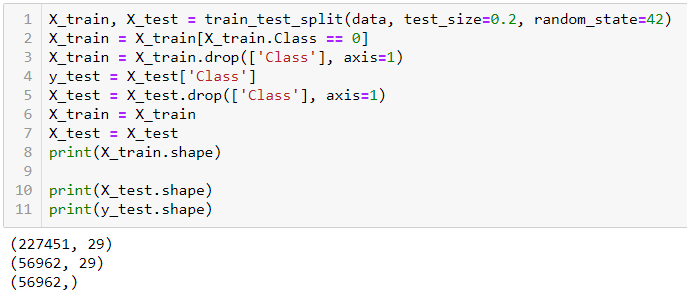 1 X_train, X_test = train_test_split(data, test_size=0.2, random_state=42)
2 X_train = X_train[X_train.Class == 0]
3 X_train = X_train.drop(['Class'], axis=1)
4 y_test = X_test['Class']
5 X_test = X_test.drop(['Class'], axis=1)
6 X_train = X_train
7 X_test = X_test
8 print(X_train.shape)
9
10 print(X_test.shape)
11 print(y_test.shape)
(227451, 29)
(56962, 29)
(56962,)